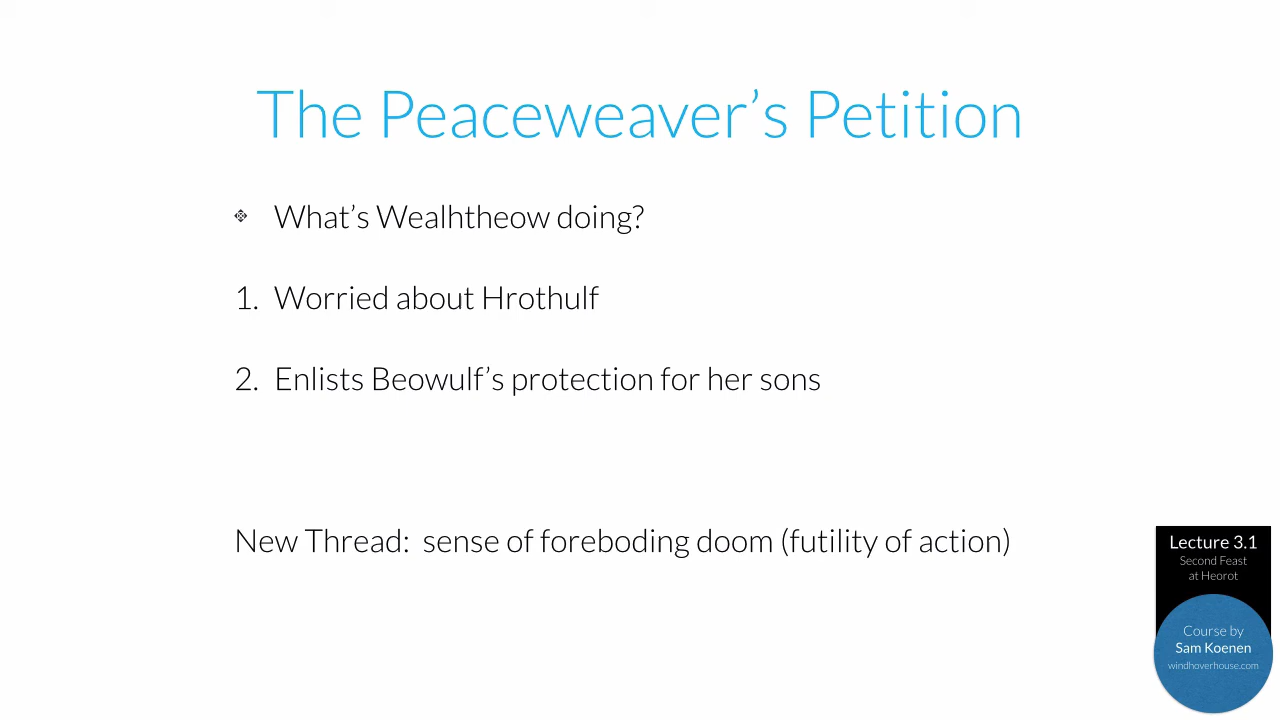 The Peaceweaver’s Petition
What’s Wealhtheow doing?
1. Worried about Hrothulf
2. Enlists Beowulf’s protection for her sons
New Thread: sense of foreboding doom (futility of action)
Lecture 3.1
Second Feast
at Heorot
Course by
Sam Koenen
windhoverhouse.com